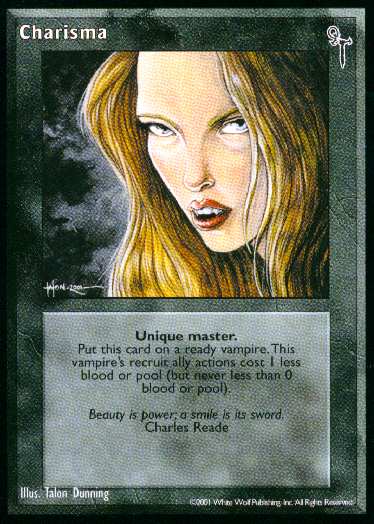 Charisma
TALON 2001
Unique master.
Put this card on a ready vampire. This
vampire's recruit ally actions cost 1 less
blood or pool (but never less than 0
blood or pool).
Beauty is power; a smile is its sword.
Charles Reade
Illus. Talon Dunning
©2001 White Wolf Publishing, Inc. All Rights Reserved.